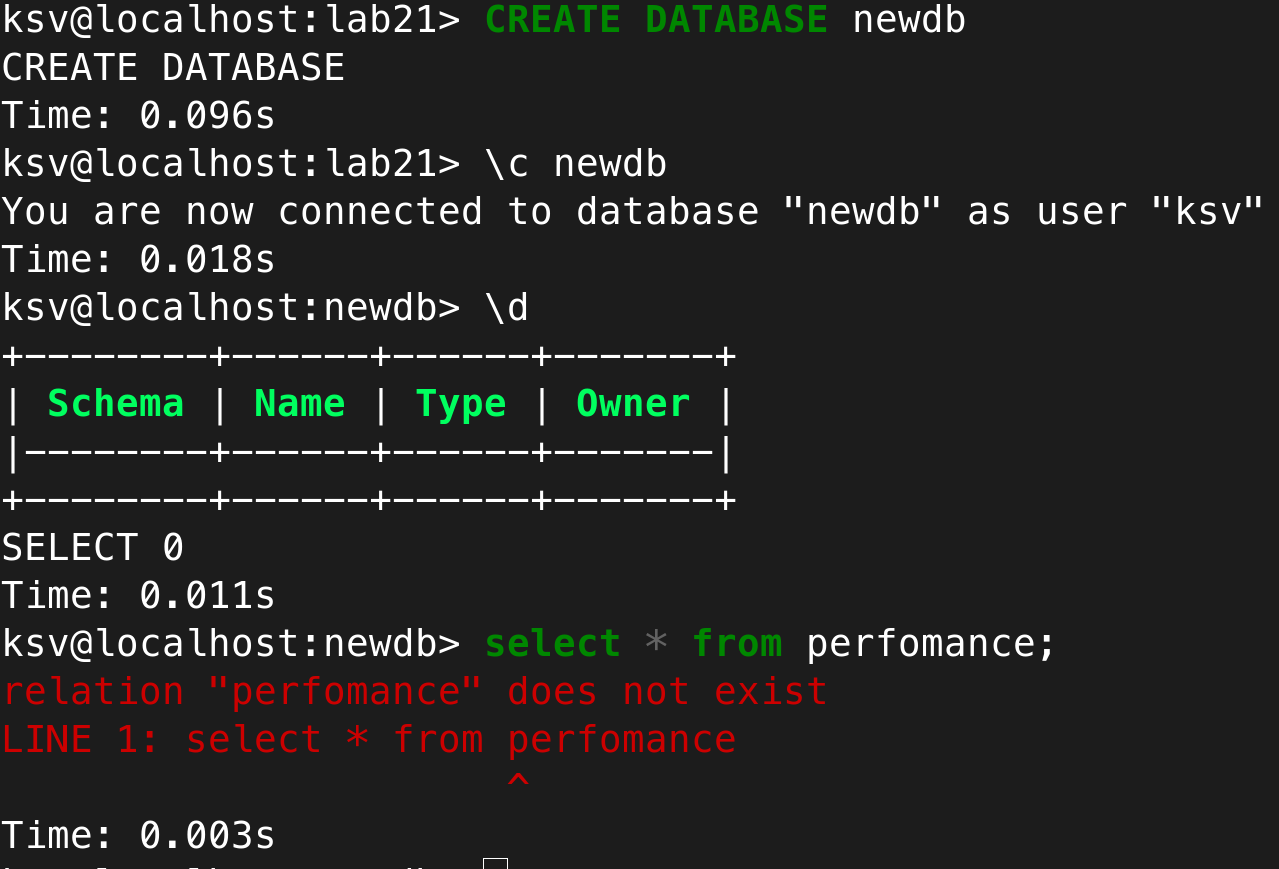 ksv@localhost:lab21> CREATE DATABASE newdb
CREATE DATABASE
Time: 0.096s
ksv@localhost:lab21> \c newdb
You are now connected to database "newdb" as user "ksv"
Time: 0.018s
ksv@localhost:newdb> \d
+--------+------+------+-------+
| Schema | Name | Type | Owner |
|--------+------+------+-------|
+--------+------+------+-------+
SELECT 0
Time: 0.011s
ksv@localhost:newdb> select * from perfomance;
relation "perfomance" does not exist
LINE 1: select * from perfomance
                      ^
Time: 0.003s